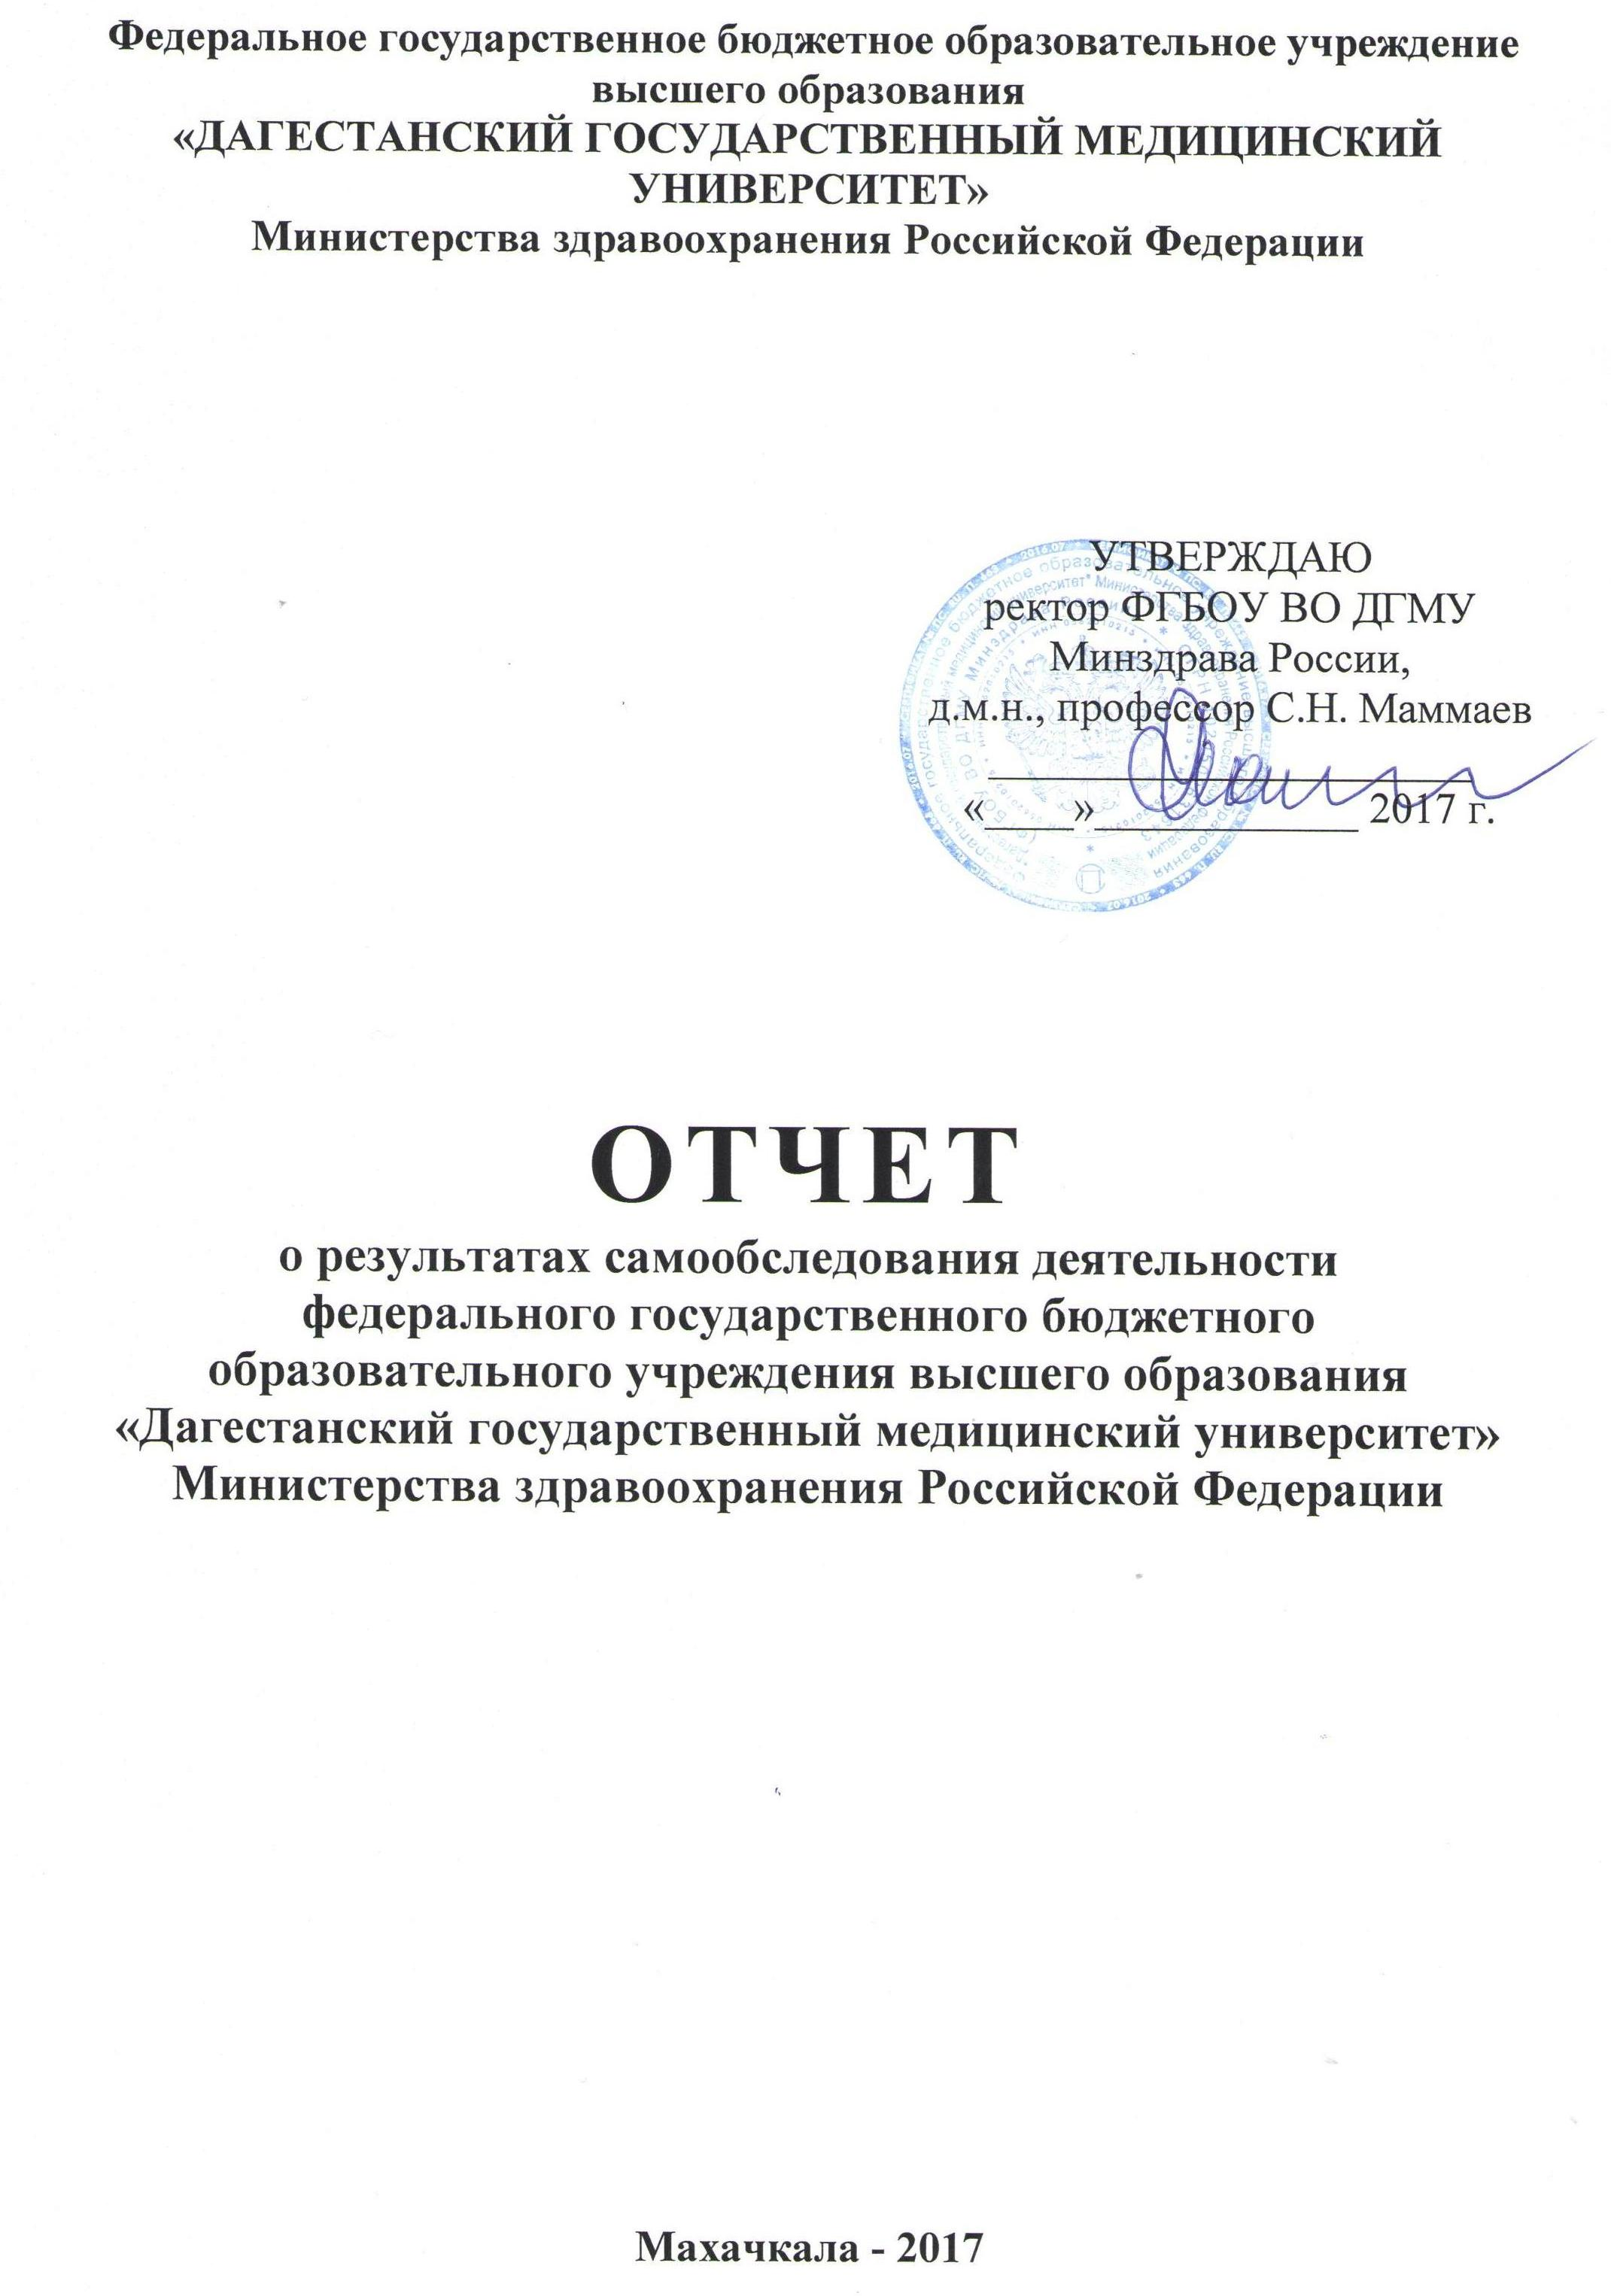 Федеральное государственное бюджетное образовательное учреждение
высшего образования
«ДАГЕСТАНСКИЙ ГОСУДАРСТВЕННЫЙ МЕДИЦИНСКИЙ
УНИВЕРСИТЕТ»
Министерства здравоохранения Российской Федерации
УТВЕРЖДАЮ
ректор ФГБОУ ВО ДГМУ
Минздрава России,
д.м.н., профессор С.Н. Маммаев
«____»____________ 2017 г.
ОТЧЕТ
о результатах самообследования деятельности
федерального государственного бюджетного
образовательного учреждения высшего образования
«Дагестанский государственный медицинский университет»
Министерства здравоохранения Российской Федерации
Махачкала - 2017